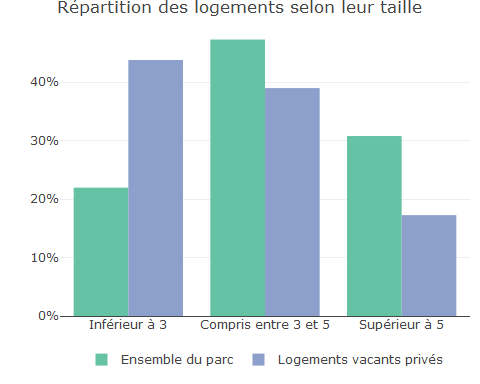 Répartition des logements selon leur taille
40%
30%
20%
10%
0%
Inférieur à 3 Compris entre 3 et 5 Supérieur à 5
Ensemble du parc Logements vacants privés